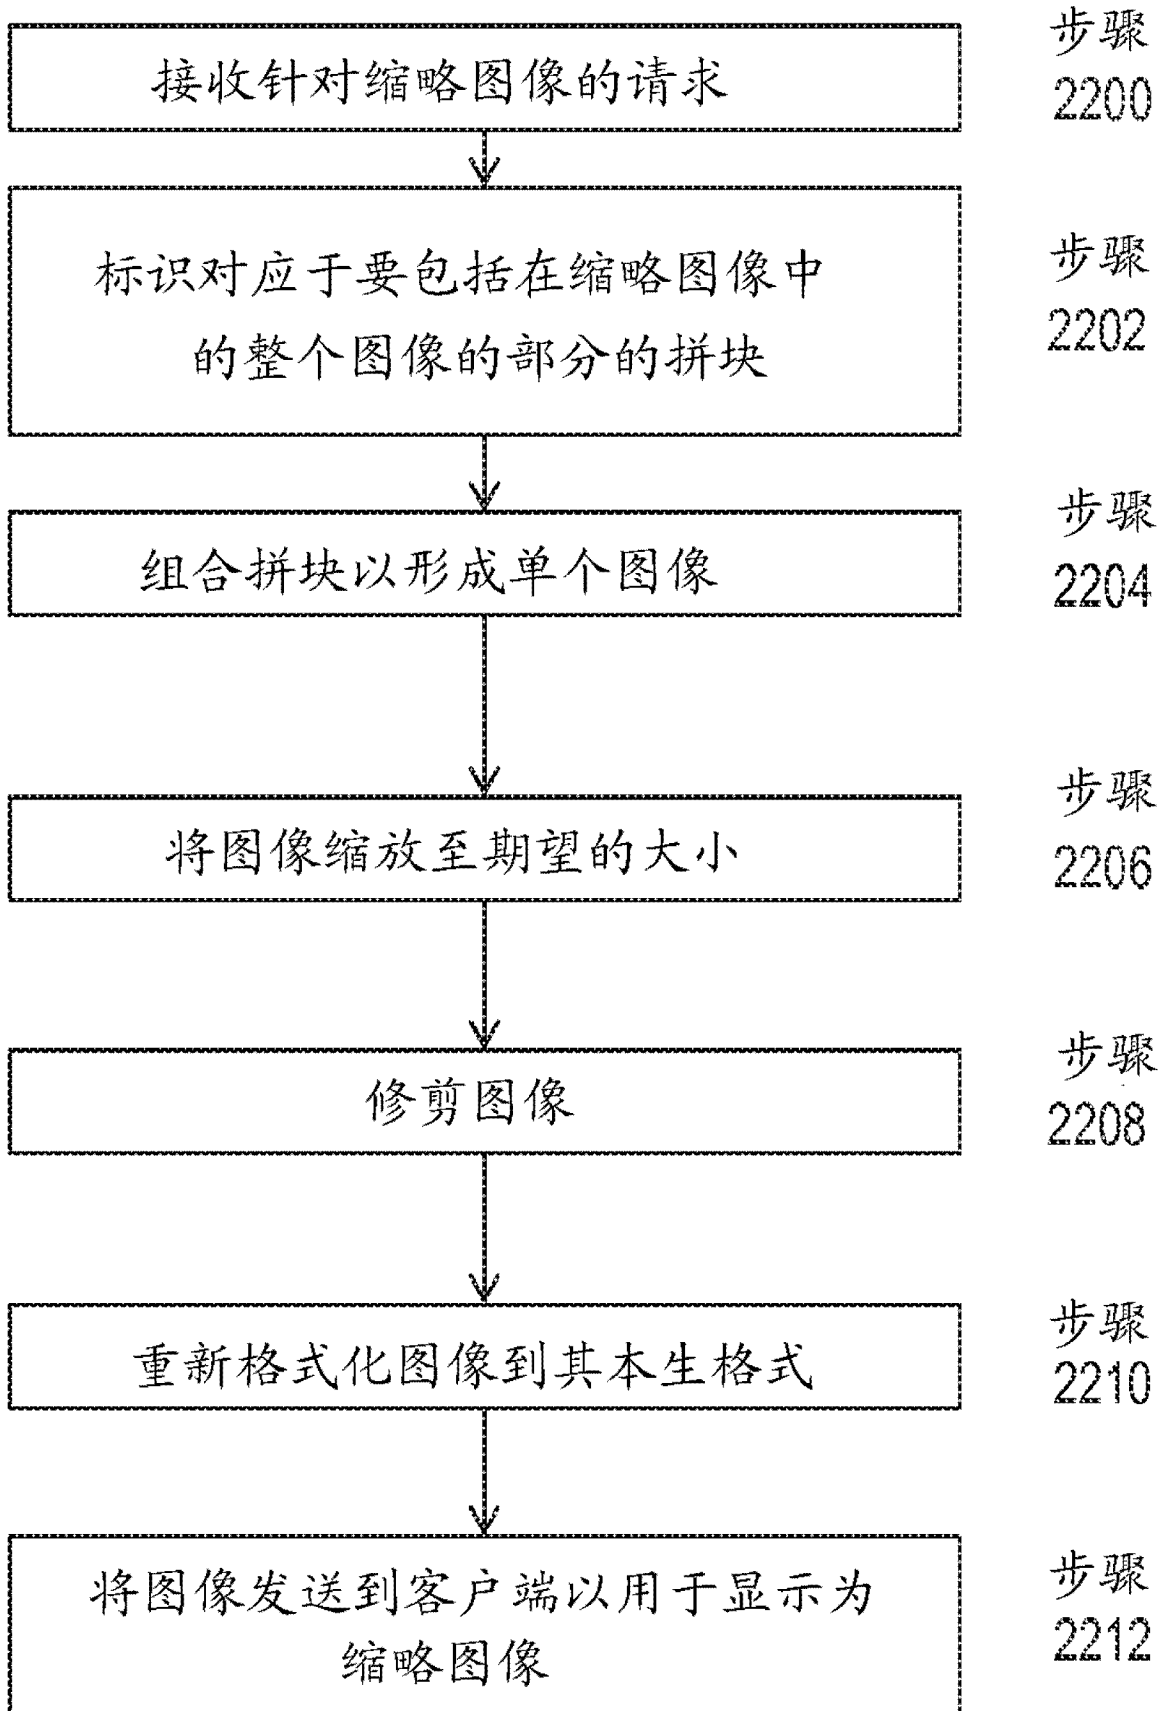 接收针对缩略图像的请求
步骤
2200
标识对应于要包括在缩略图像中
的整个图像的部分的拼块
步骤
2202
组合拼块以形成单个图像
步骤
2204
将图像缩放至期望的大小
步骤
2206
修剪图像
步骤
2208
重新格式化图像到其本生格式
步骤
2210
将图像发送到客户端以用于显示为
缩略图像
步骤
2212